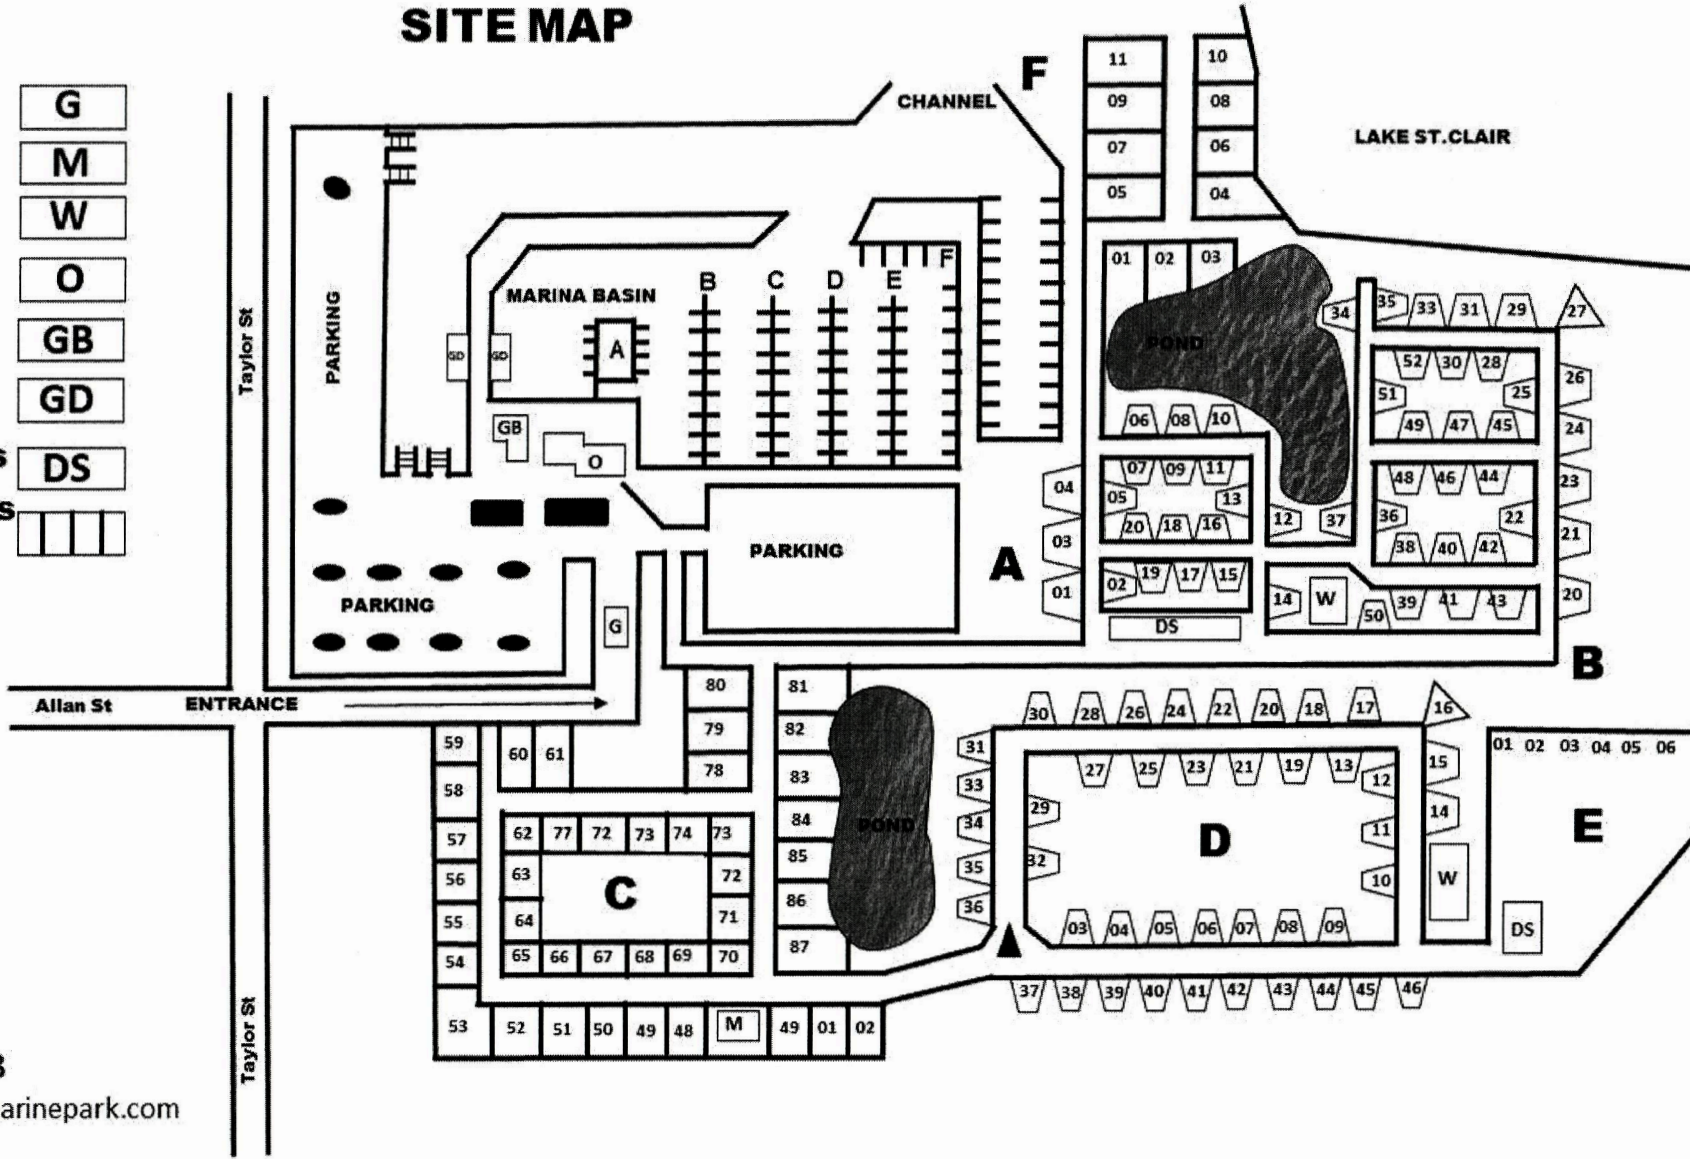 SITE MAP
G
M
W
O
GB
GD
s
DS
s
Taylor St
Taylor St
Allan St
ENTRANCE
PARKING
PARKING
PARKING
CHANNEL
MARINA BASIN
A
B
C
D
E
F
GD
GD
GB
O
G
F
11
10
09
08
07
06
05
04
LAKE ST.CLAIR
01 02 03
POND
34
35 33 31 29 27
52 30 28
51 25
49 47 45
26
24
23
21
20
06 08 10
07 09 11
05 13
20 18 16
12 37
48 46 44
36 22
38 40 42
04
03
01
A
02 19 17 15
14 W 50 39 41 43
DS
B
80
79
78
81
82
83
84
85
86
87
POND
59
58
57
56
55
54
53
60 61
62 77 72 73 74 73
63 72
64 71
65 66 67 68 69 70
C
52 51 50 49 48 M 49 01 02
30 28 26 24 22 20 18 17 16
31
33
34
35
36
27 25 23 21 19 13
29
32
12
11
10
D
03 04 05 06 07 08 09
15
14
W
37 38 39 40 41 42 43 44 45 46
01 02 03 04 05 06
E
DS
arinepark.com